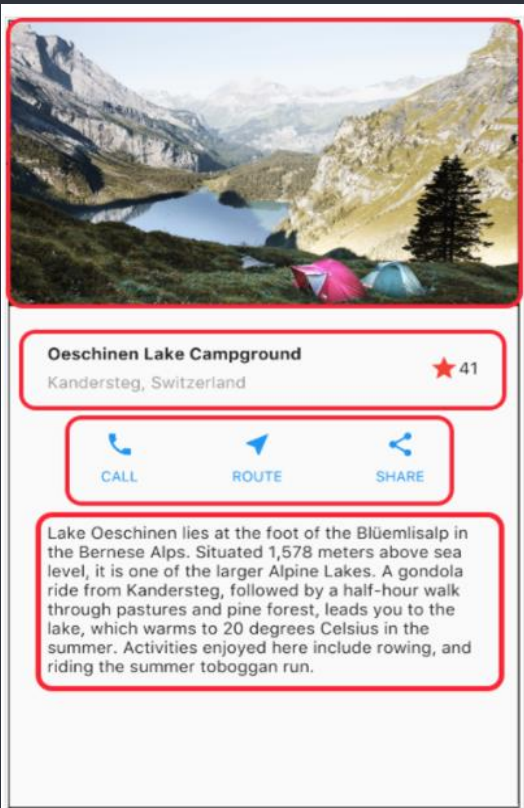 Oeschinen Lake Campground
Kandersteg, Switzerland
41
CALL ROUTE SHARE
Lake Oeschinen lies at the foot of the Blüemlisalp in
the Bernese Alps. Situated 1,578 meters above sea
level, it is one of the larger Alpine Lakes. A gondola
ride from Kandersteg, followed by a half-hour walk
through pastures and pine forest, leads you to the
lake, which warms to 20 degrees Celsius in the
summer. Activities enjoyed here include rowing, and
riding the summer toboggan run.